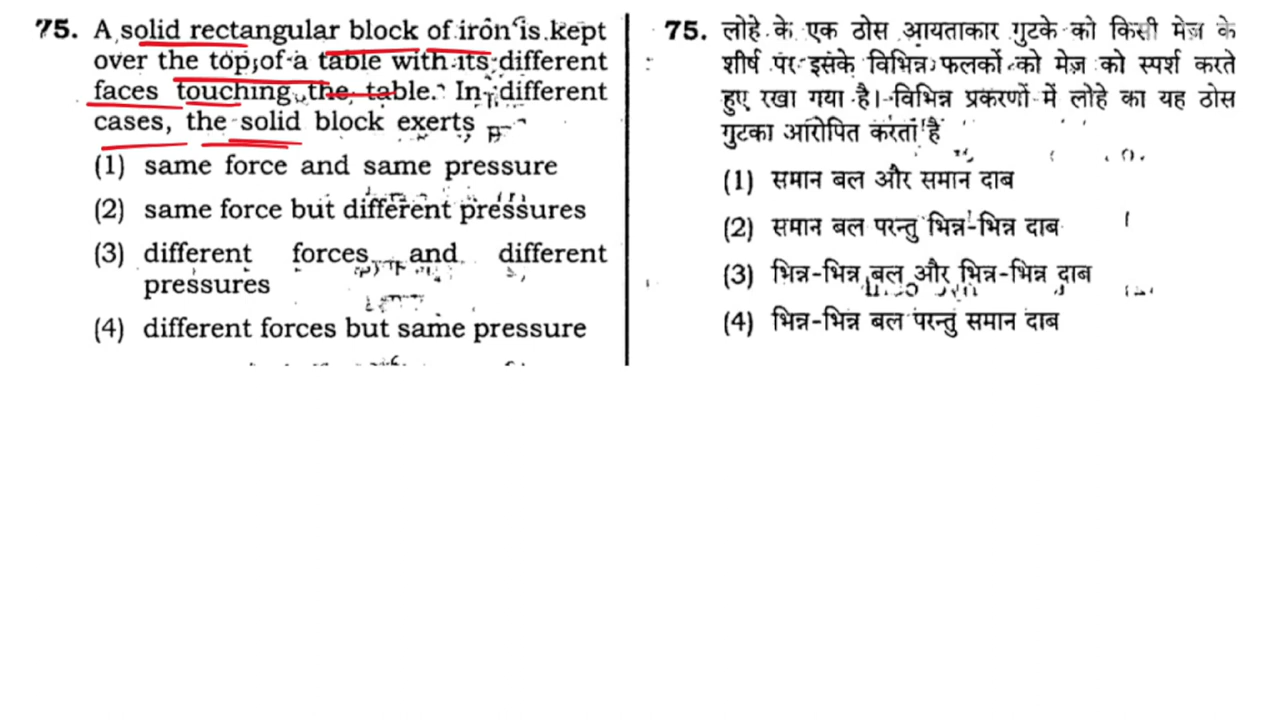 75. A solid rectangular block of iron is kept
over the top of a table with its different
faces touching the table. In different
cases, the solid block exerts
(1) same force and same pressure
(2) same force but different pressures
(3) different forces and different
pressures
(4) different forces but same pressure
75. लोहे के एक ठोस आयताकार गुटके को किसी मेज़ के
शीर्ष पर इसके विभिन्न फलकों को मेज़ को स्पर्श करते
हुए रखा गया है। विभिन्न प्रकरणों में लोहे का यह ठोस
गुटका आरोपित करता है
(1) समान बल और समान दाब
(2) समान बल परन्तु भिन्न-भिन्न दाब
(3) भिन्न-भिन्न बल और भिन्न-भिन्न दाब
(4) भिन्न-भिन्न बल परन्तु समान दाब